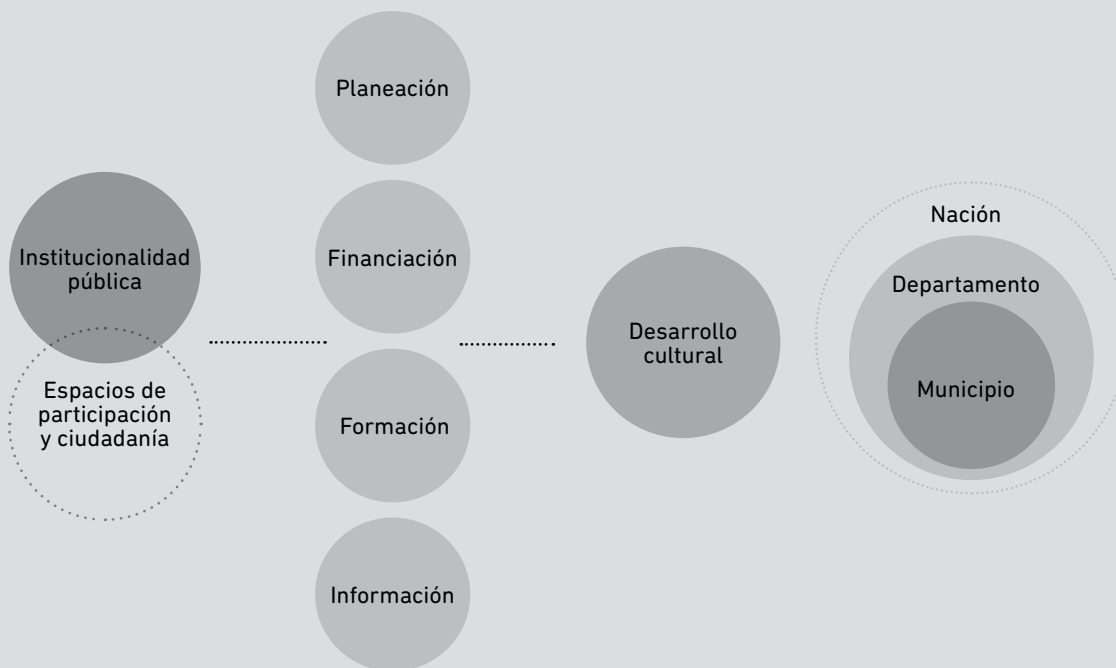 Institucionalidad
pública
Espacios de
participación
y ciudadanía
Planeación
Financiación
Formación
Información
Desarrollo
cultural
Nación
Departamento
Municipio